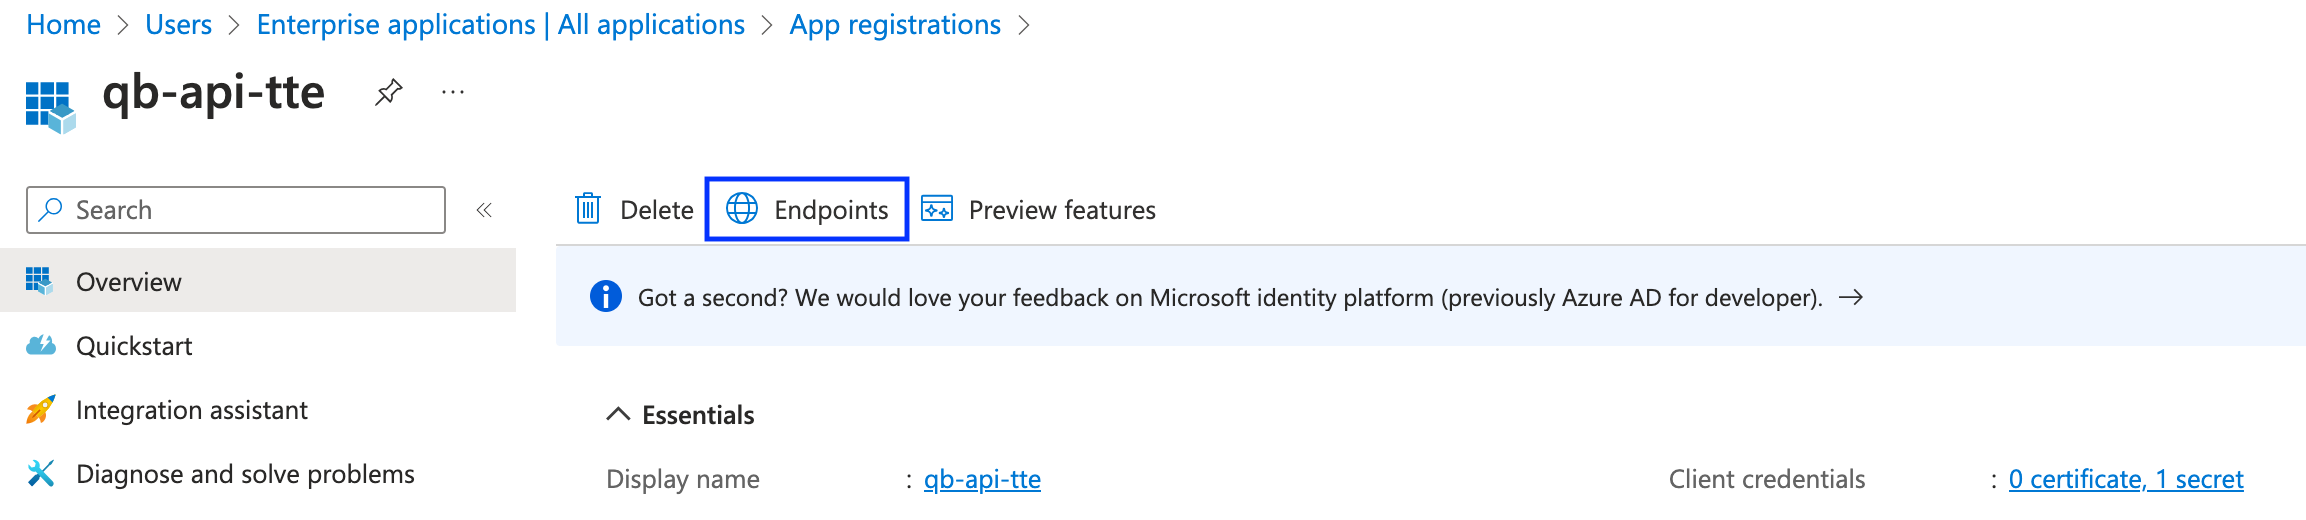 Home > Users > Enterprise applications | All applications > App registrations >
qb-api-tte ...
Search «
Delete Endpoints Preview features
Overview
Got a second? We would love your feedback on Microsoft identity platform (previously Azure AD for developer). →
Quickstart
Integration assistant
Essentials
Diagnose and solve problems
Display name : qb-api-tte
Client credentials : 0 certificate, 1 secret